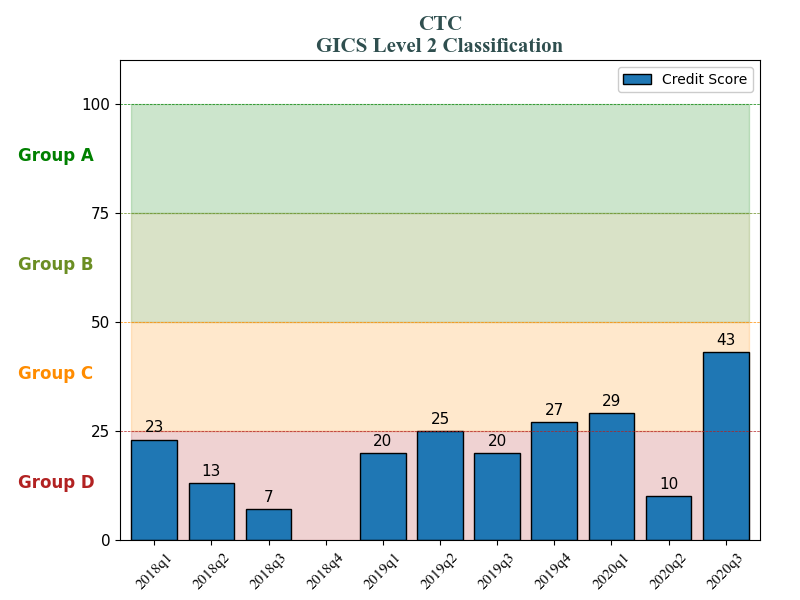 CTC
GICS Level 2 Classification
Credit Score
100
Group A
75
Group B
50
Group C
25
Group D
0
23
13
7
20
25
20
27
29
10
43
2018q1
2018q2
2018q3
2018q4
2019q1
2019q2
2019q3
2019q4
2020q1
2020q2
2020q3